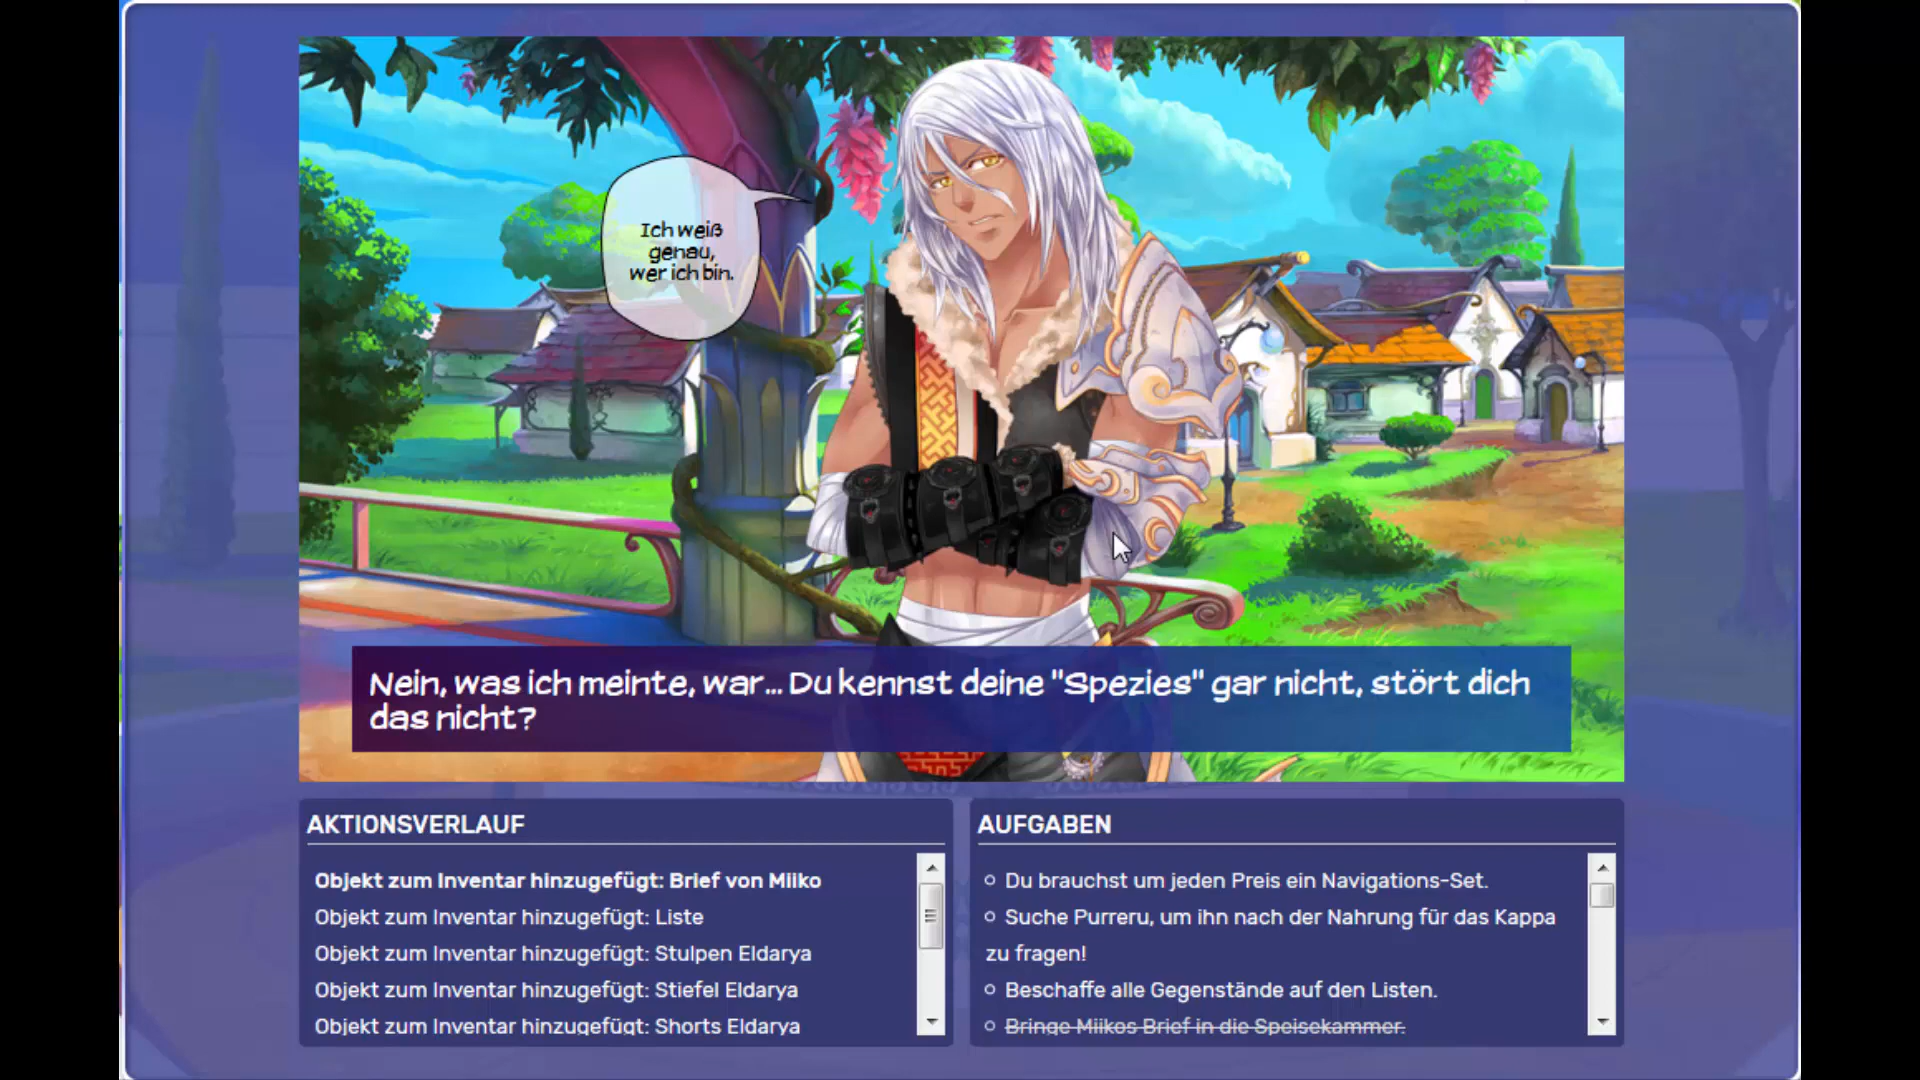 Ich weiß
genau,
wer ich bin.
Nein, was ich meinte, war... Du kennst deine "Spezies" gar nicht, stört dich
das nicht?
AKTIONSVERLAUF
Objekt zum Inventar hinzugefügt: Brief von Miiko
Objekt zum Inventar hinzugefügt: Liste
Objekt zum Inventar hinzugefügt: Stulpen Eldarya
Objekt zum Inventar hinzugefügt: Stiefel Eldarya
Objekt zum Inventar hinzugefügt: Shorts Eldarya
AUFGABEN
Du brauchst um jeden Preis ein Navigations-Set.
Suche Purreru, um ihn nach der Nahrung für das Kappa
zu fragen!
Beschaffe alle Gegenstände auf den Listen.
Bringe Miikos Brief in die Speisekammer.